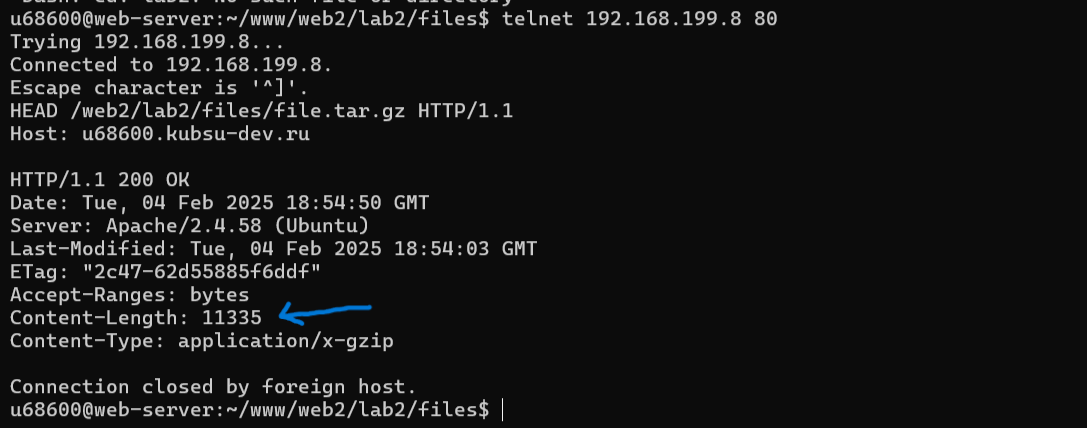 u68600@web-server:~/www/web2/lab2/files$ telnet 192.168.199.8 80
Trying 192.168.199.8...
Connected to 192.168.199.8.
Escape character is '^]'.
HEAD /web2/lab2/files/file.tar.gz HTTP/1.1
Host: u68600.kubsu-dev.ru
HTTP/1.1 200 OK
Date: Tue, 04 Feb 2025 18:54:50 GMT
Server: Apache/2.4.58 (Ubuntu)
Last-Modified: Tue, 04 Feb 2025 18:54:03 GMT
ETag: "2c47-62d55885f6ddf"
Accept-Ranges: bytes
Content-Length: 11335
Content-Type: application/x-gzip
Connection closed by foreign host.
u68600@web-server:~/www/web2/lab2/files$